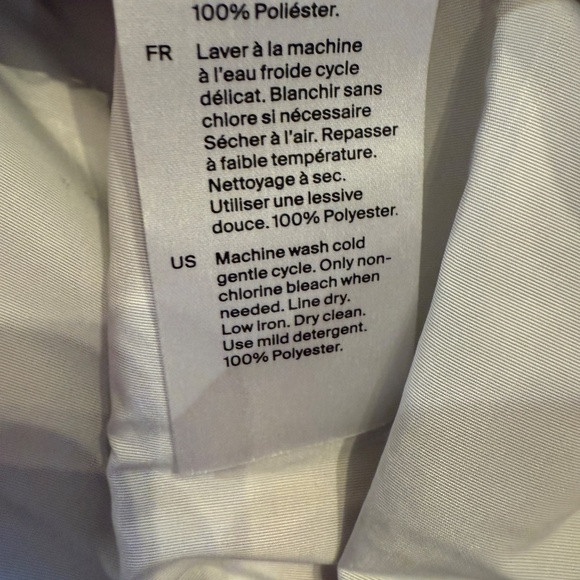 100% Poliéster.
FR Laver à la machine
à l'eau froide cycle
délicat. Blanchir sans
chlore si nécessaire
Sécher à l'air. Repasser
à faible température.
Nettoyage à sec.
Utiliser une lessive
douce. 100% Polyester.
US Machine wash cold
gentle cycle. Only non-
chlorine bleach when
needed. Line dry.
Low Iron. Dry clean.
Use mild detergent.
100% Polyester.